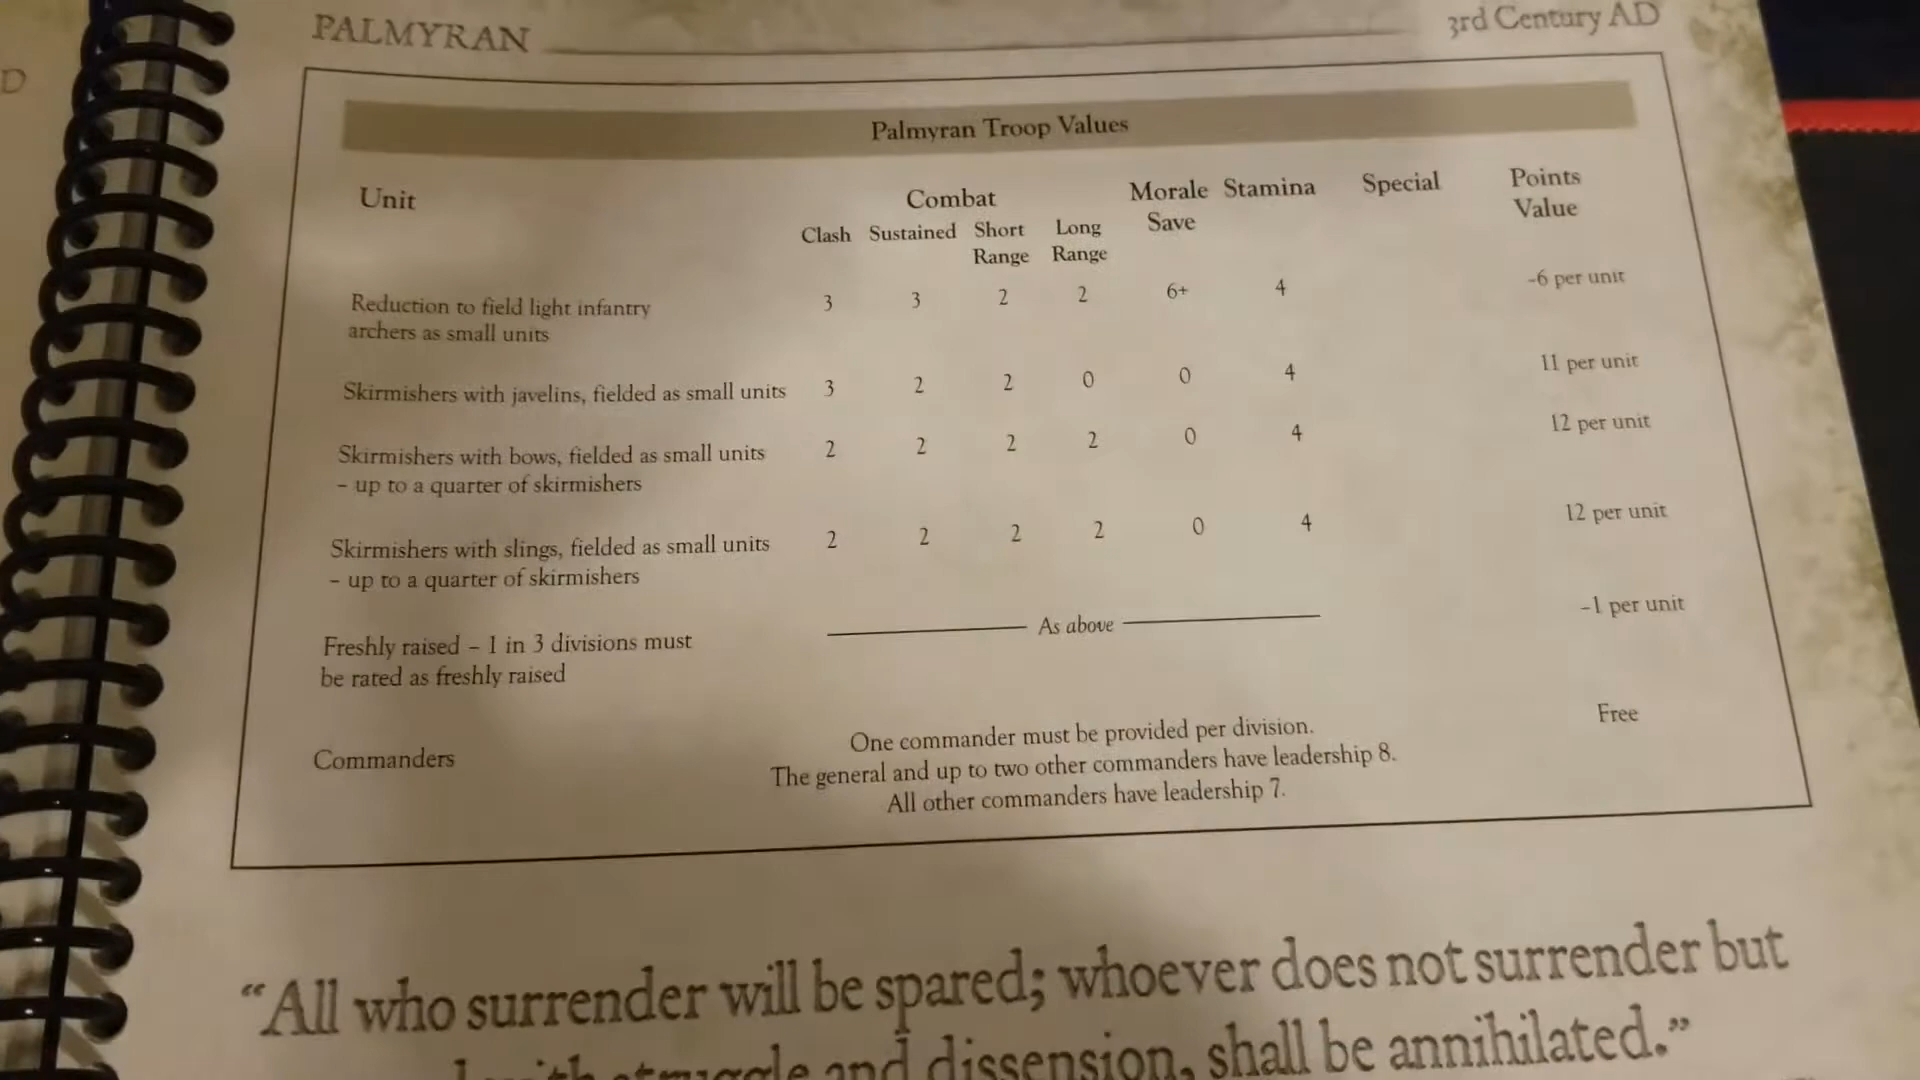 D
PALMYRAN
3rd Century AD
Palmyran Troop Values
Unit Combat Morale Save Stamina Special Points Value
Clash Sustained Short Range Long Range
Reduction to field light infantry 3 3 2 2 6+ 4 -6 per unit
archers as small units
Skirmishers with javelins, fielded as small units 3 2 2 0 0 4 11 per unit
Skirmishers with bows, fielded as small units 2 2 2 2 0 4 12 per unit
– up to a quarter of skirmishers
Skirmishers with slings, fielded as small units 2 2 2 2 0 4 12 per unit
– up to a quarter of skirmishers
Freshly raised – 1 in 3 divisions must As above -1 per unit
be rated as freshly raised
Commanders One commander must be provided per division. Free
The general and up to two other commanders have leadership 8.
All other commanders have leadership 7.
“All who surrender will be spared; whoever does not surrender but
struggle and dissension, shall be annihilated.”